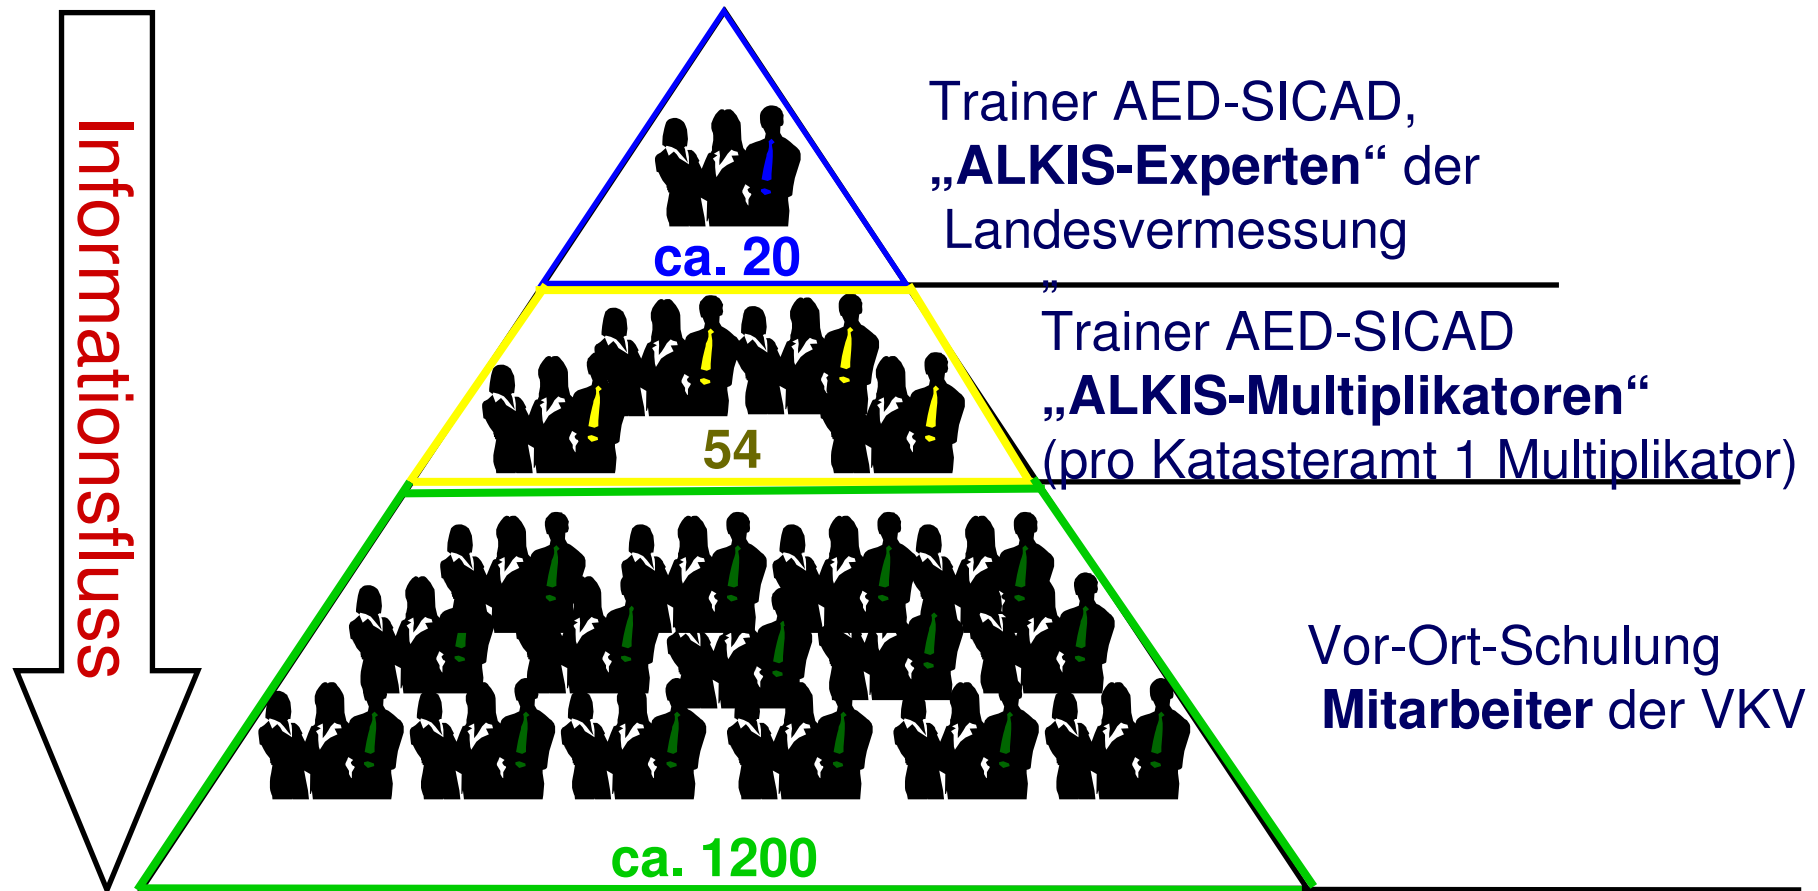 Informationsfluss
Trainer AED-SICAD,
„ALKIS-Experten“ der
Landesvermessung
ca. 20
„
Trainer AED-SICAD
„ALKIS-Multiplikatoren“
(pro Katasteramt 1 Multiplikator)
54
Vor-Ort-Schulung
Mitarbeiter der VKV
ca. 1200